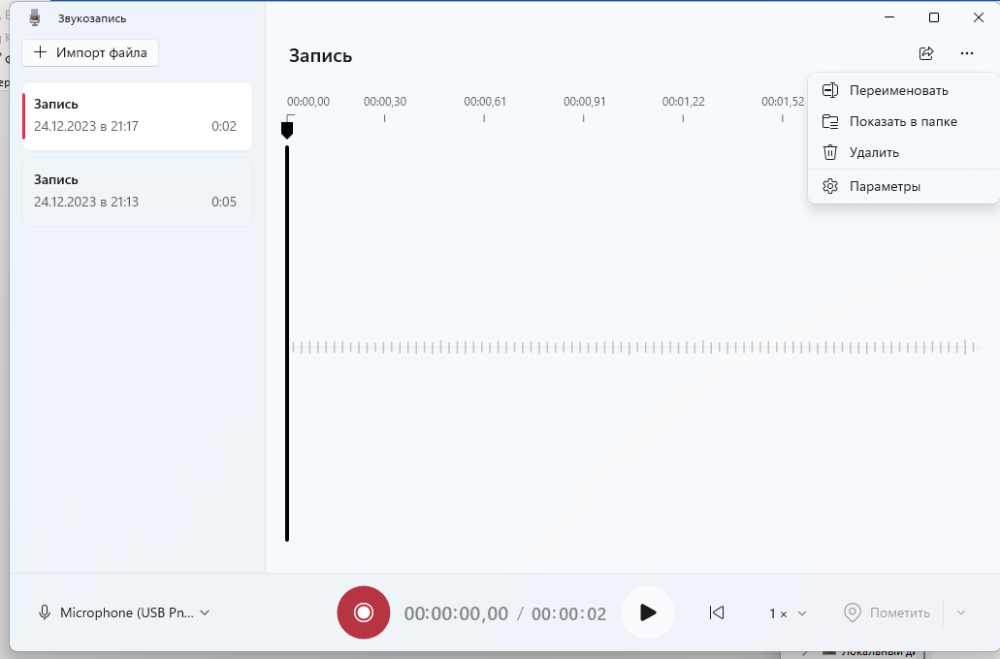 Звукозапись
Импорт файла
Запись
24.12.2023 в 21:17 0:02
Запись
24.12.2023 в 21:13 0:05
Запись
00:00,00 00:00,30 00:00,61 00:00,91 00:01,22 00:01,52
Переименовать
Показать в папке
Удалить
Параметры
Microphone (USB Pn...
00:00:00,00 / 00:00:02
1 ×
Пометить